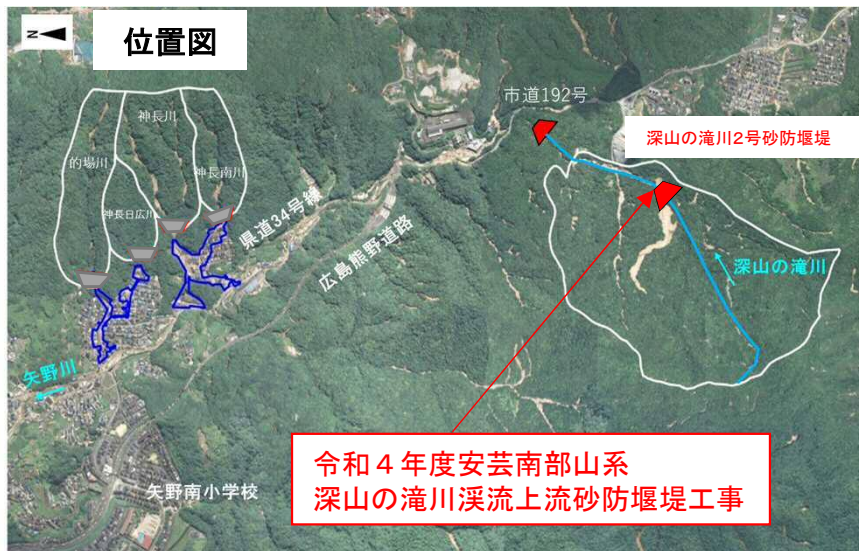 N
位置図
市道192号
深山の滝川2号砂防堰堤
神長川
的場川
神長南川
神長日広川
県道34号線
広島熊野道路
深山の滝川
矢野川
矢野南小学校
令和４年度安芸南部山系
深山の滝川渓流上流砂防堰堤工事